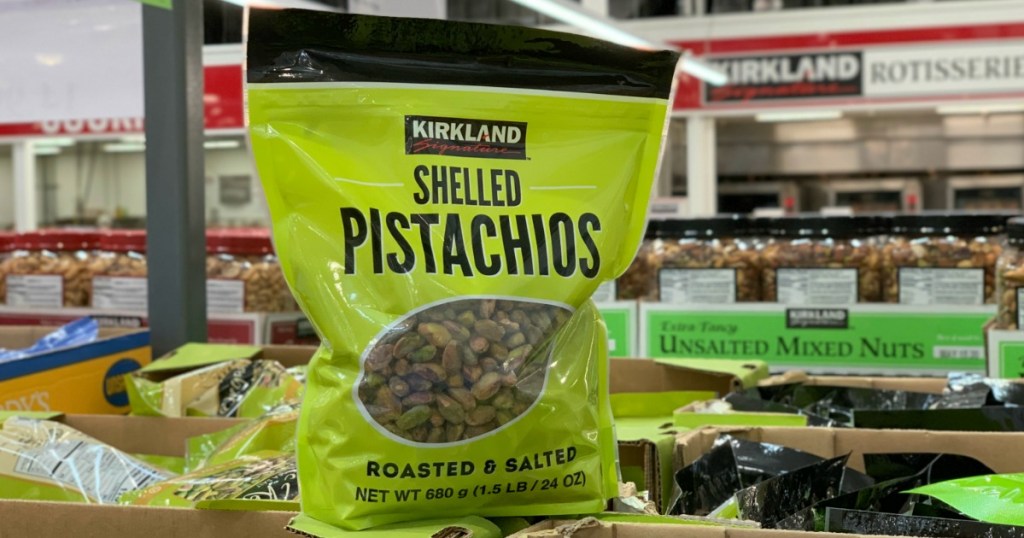 KIRKLAND
Signature
SHELLED
PISTACHIOS
ROASTED & SALTED
NET WT 680 g (1.5 LB / 24 OZ)
KIRKLAND
Signature
ROTISSERIE
KIRKLAND
Extra Fancy
UNSALTED MIXED NUTS